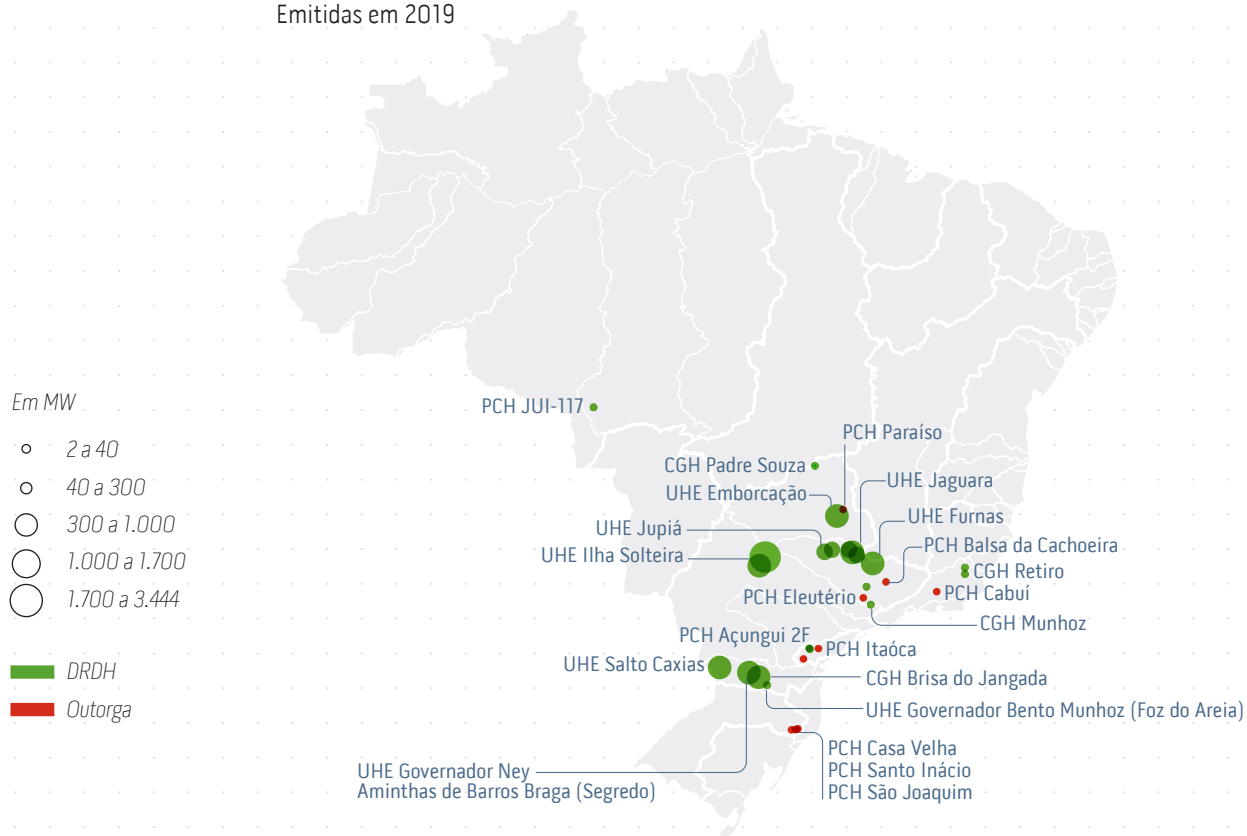 Emitidas em 2019
Em MW
2 a 40
40 a 300
300 a 1.000
1.000 a 1.700
1.700 a 3.444
DRDH
Outorga
PCH JUI-117
PCH Paraíso
CGH Padre Souza
UHE Emborcação
UHE Jaguara
UHE Furnas
UHE Jupiá
UHE Ilha Solteira
PCH Balsa da Cachoeira
CGH Retiro
PCH Eleutério
PCH Cabuí
CGH Munhoz
PCH Açungui 2F
PCH Itaóca
UHE Salto Caxias
CGH Brisa do Jangada
UHE Governador Bento Munhoz (Foz do Areia)
PCH Casa Velha
PCH Santo Inácio
PCH São Joaquim
UHE Governador Ney
Aminthas de Barros Braga (Segredo)